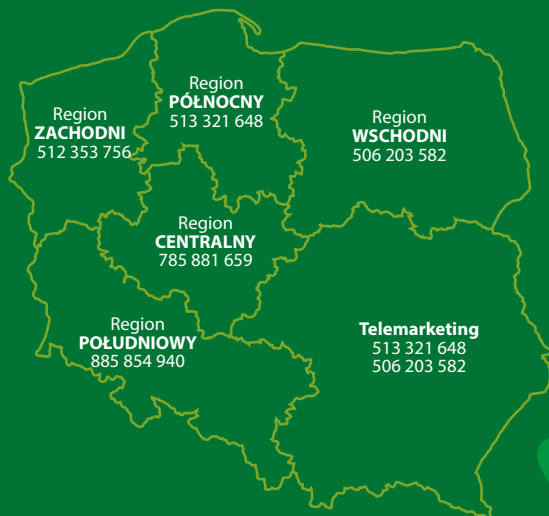 Region
PÓŁNOCNY
513 321 648
Region
ZACHODNI
512 353 756
Region
WSCHODNI
506 203 582
Region
CENTRALNY
785 881 659
Region
POŁUDNIOWY
885 854 940
Telemarketing
513 321 648
506 203 582